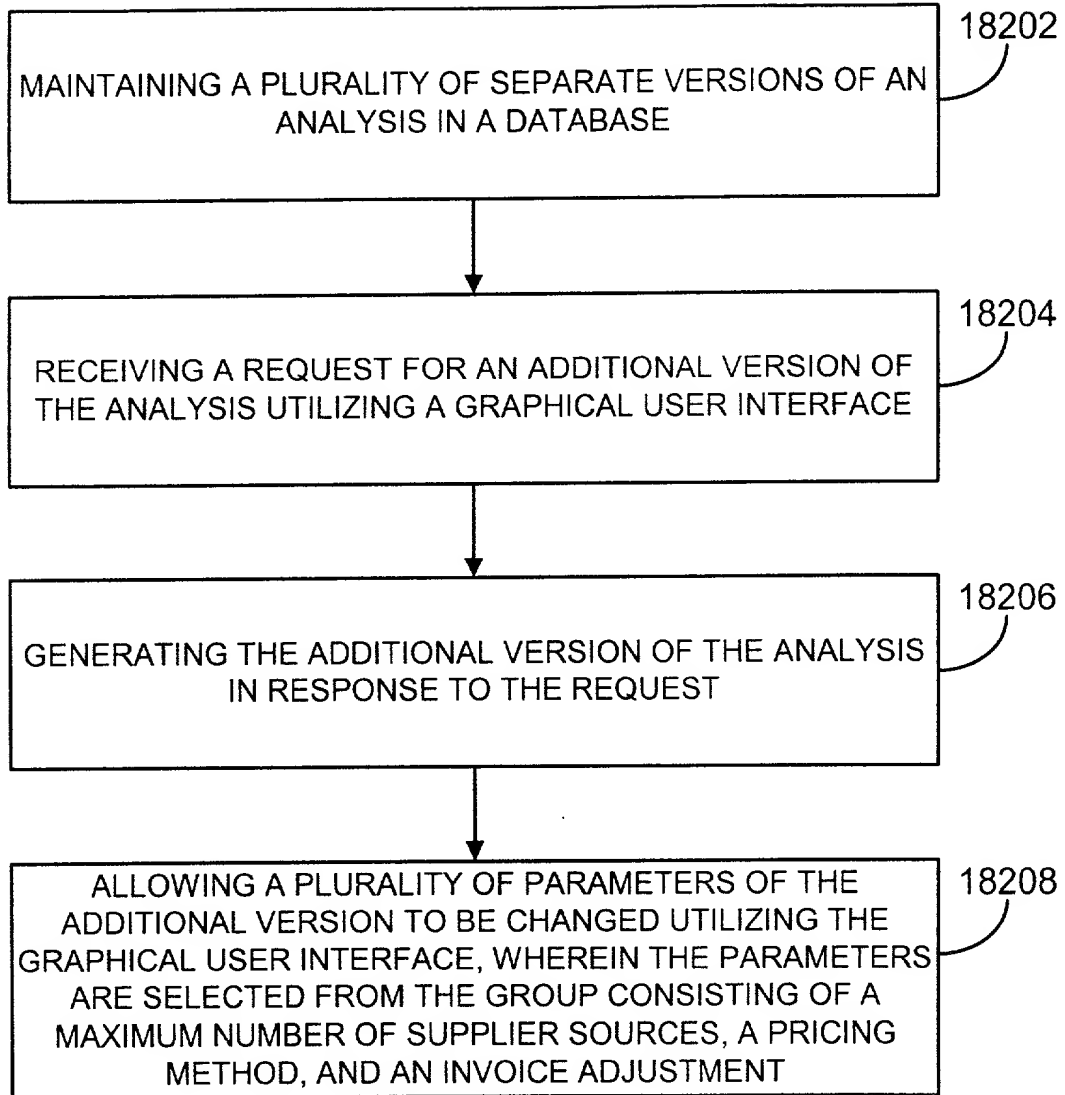 18202
MAINTAINING A PLURALITY OF SEPARATE VERSIONS OF AN
ANALYSIS IN A DATABASE
18204
RECEIVING A REQUEST FOR AN ADDITIONAL VERSION OF
THE ANALYSIS UTILIZING A GRAPHICAL USER INTERFACE
18206
GENERATING THE ADDITIONAL VERSION OF THE ANALYSIS
IN RESPONSE TO THE REQUEST
18208
ALLOWING A PLURALITY OF PARAMETERS OF THE
ADDITIONAL VERSION TO BE CHANGED UTILIZING THE
GRAPHICAL USER INTERFACE, WHEREIN THE PARAMETERS
ARE SELECTED FROM THE GROUP CONSISTING OF A
MAXIMUM NUMBER OF SUPPLIER SOURCES, A PRICING
METHOD, AND AN INVOICE ADJUSTMENT